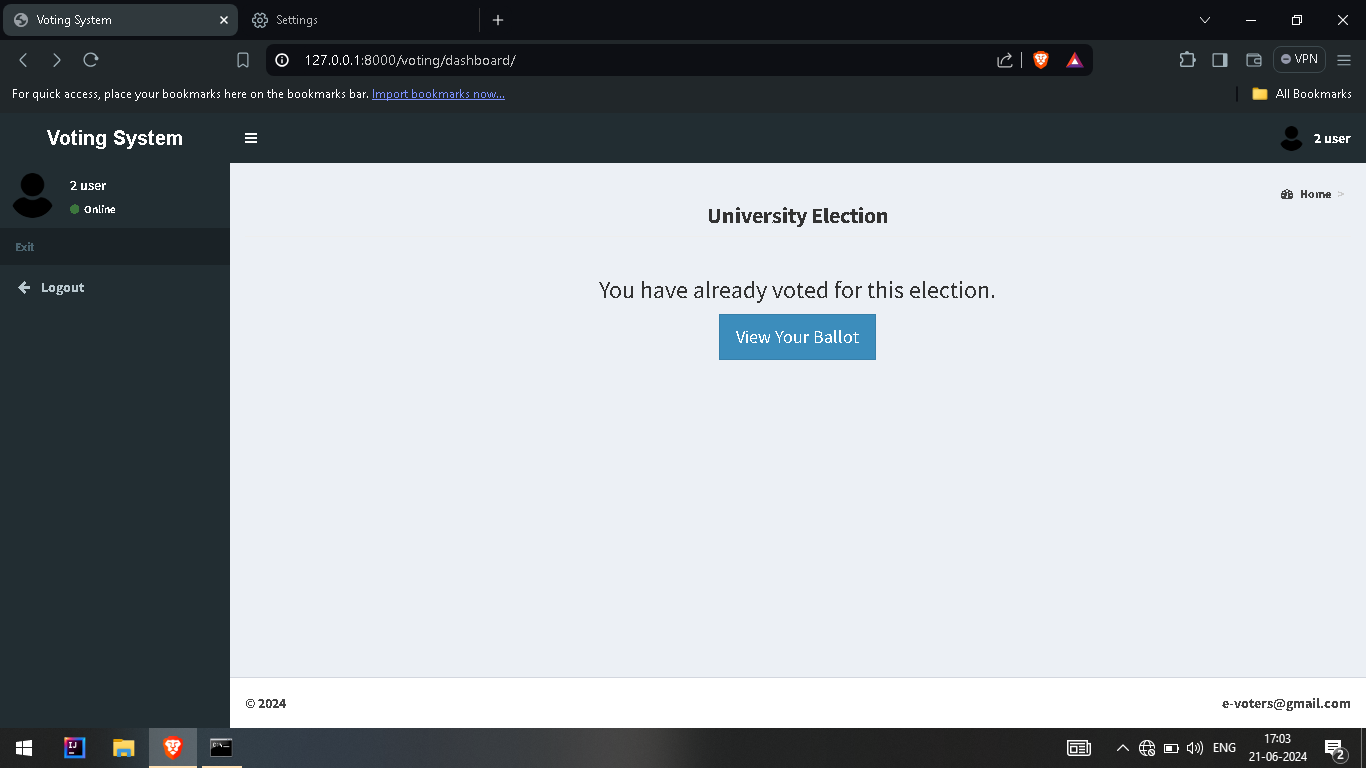 Voting System
Settings
127.0.0.1:8000/voting/dashboard/
VPN
For quick access, place your bookmarks here on the bookmarks bar. Import bookmarks now...
All Bookmarks
Voting System
2 user
2 user
Online
Home >
University Election
Exit
Logout
You have already voted for this election.
View Your Ballot
© 2024
e-voters@gmail.com
IJ
ENG
17:03
21-06-2024
2